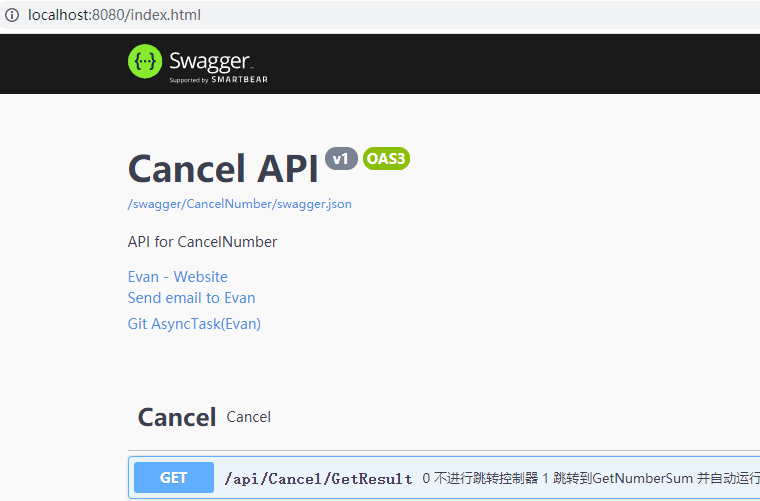 localhost:8080/index.html
{···} Swagger
Supported by SMARTBEAR
Cancel API v1 OAS3
/swagger/CancelNumber/swagger.json
API for CancelNumber
Evan - Website
Send email to Evan
Git AsyncTask(Evan)
Cancel Cancel
GET /api/Cancel/GetResult 0 不进行跳转控制器 1 跳转到GetNumberSum 并自动运行